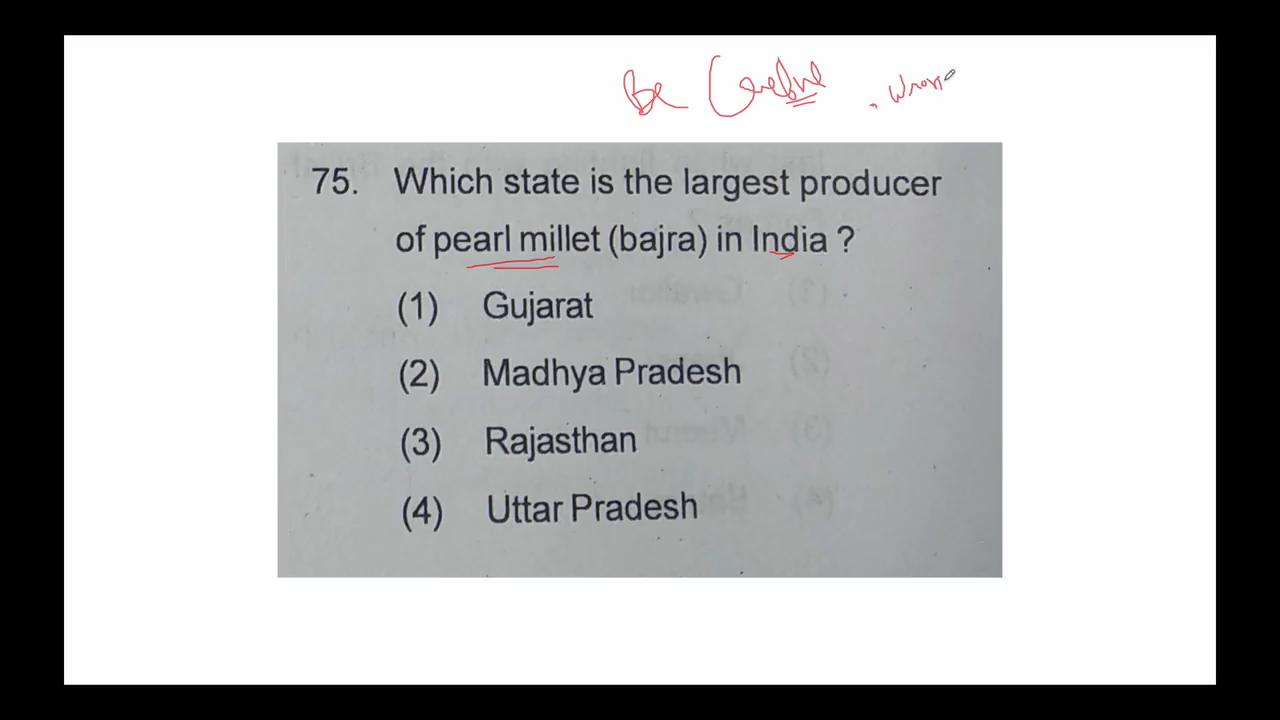 Be Careful
75. Which state is the largest producer
of pearl millet (bajra) in India ?
(1) Gujarat
(2) Madhya Pradesh
(3) Rajasthan
(4) Uttar Pradesh